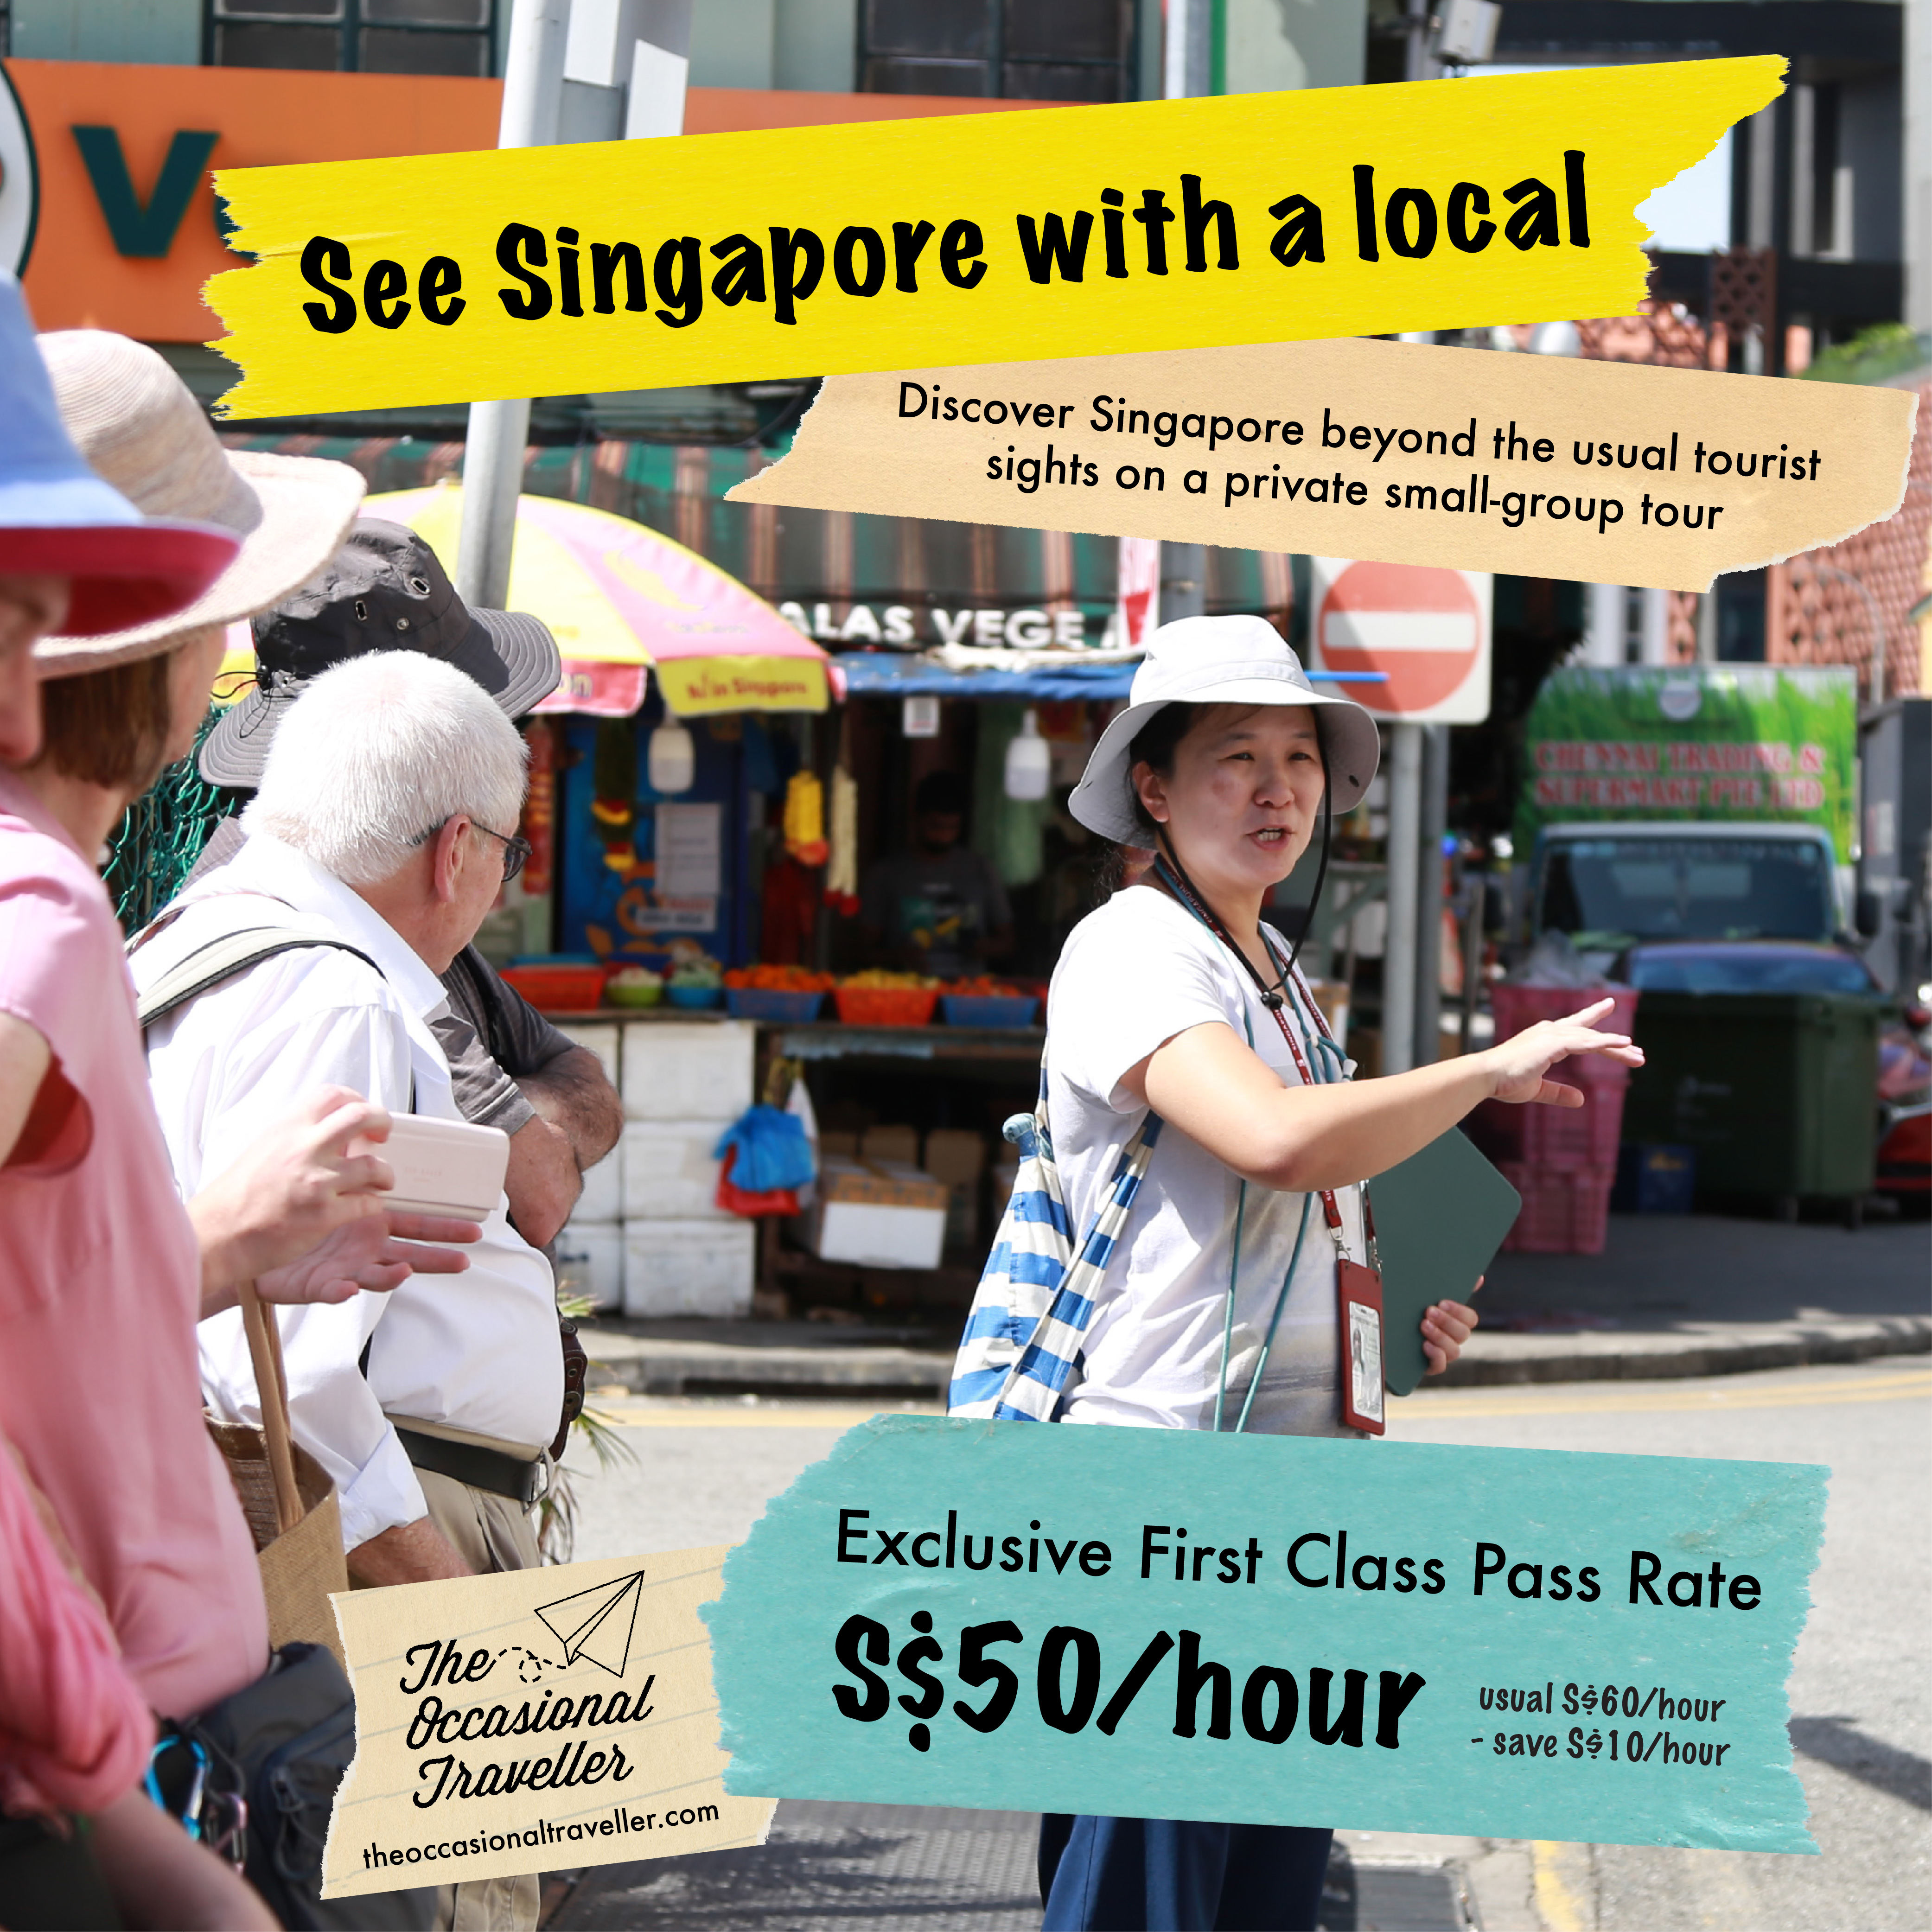 See Singapore with a local
Discover Singapore beyond the usual tourist
sights on a private small-group tour
ALAS VEGE
CHENNAI TRADING &
SUPERMART PTE LTD
Exclusive First Class Pass Rate
S$50/hour
usual S$60/hour
- save S$10/hour
The
Occasional
Traveller
theoccasionaltraveller.com